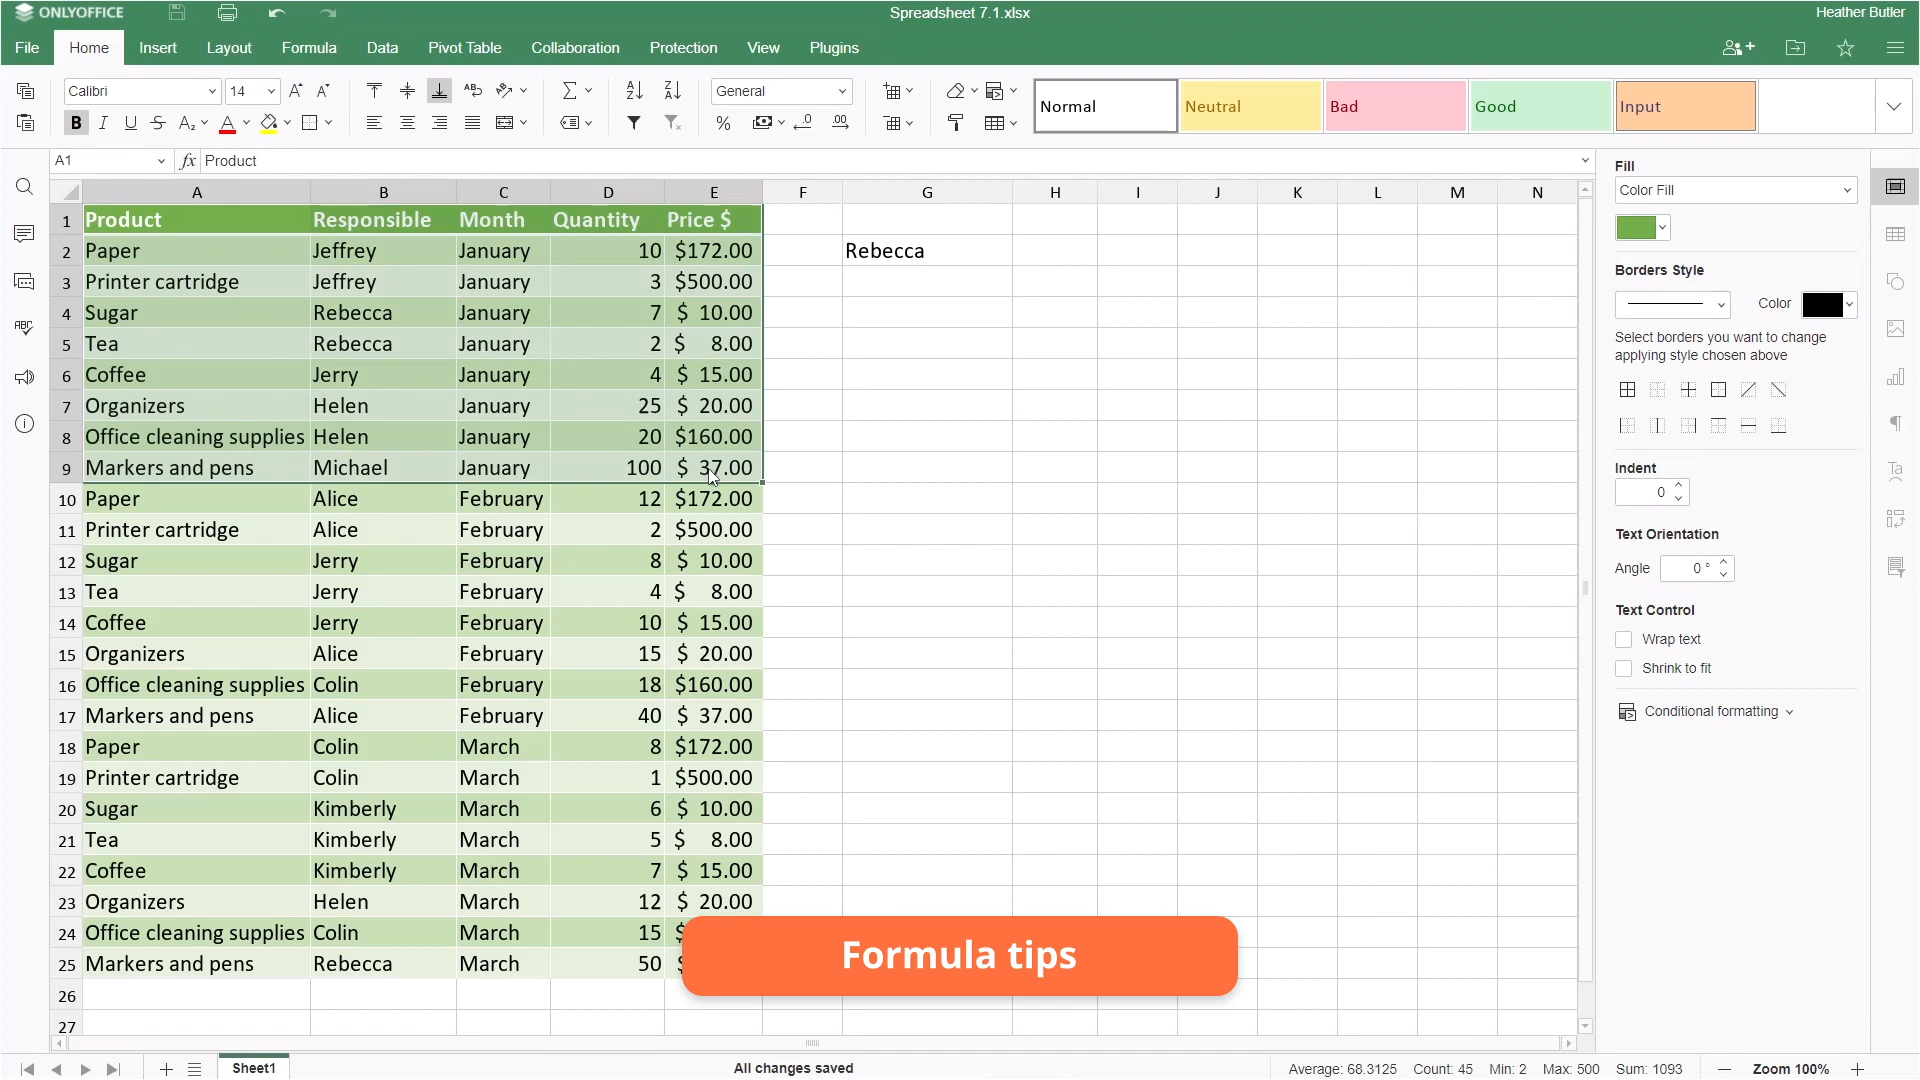 ONLYOFFICE
Spreadsheet 7.1.xlsx
Heather Butler
File Home Insert Layout Formula Data Pivot Table Collaboration Protection View Plugins
Calibri 14 General Normal Neutral Bad Good Input
A1 fx Product
A B C D E F G H I J K L M N
1 Product Responsible Month Quantity Price $
2 Paper Jeffrey January 10 $172.00 Rebecca
3 Printer cartridge Jeffrey January 3 $500.00
4 Sugar Rebecca January 7 $ 10.00
5 Tea Rebecca January 2 $ 8.00
6 Coffee Jerry January 4 $ 15.00
7 Organizers Helen January 25 $ 20.00
8 Office cleaning supplies Helen January 20 $160.00
9 Markers and pens Michael January 100 $ 37.00
10 Paper Alice February 12 $172.00
11 Printer cartridge Alice February 2 $500.00
12 Sugar Jerry February 8 $ 10.00
13 Tea Jerry February 4 $ 8.00
14 Coffee Jerry February 10 $ 15.00
15 Organizers Alice February 15 $ 20.00
16 Office cleaning supplies Colin February 18 $160.00
17 Markers and pens Alice February 40 $ 37.00
18 Paper Colin March 8 $172.00
19 Printer cartridge Colin March 1 $500.00
20 Sugar Kimberly March 6 $ 10.00
21 Tea Kimberly March 5 $ 8.00
22 Coffee Kimberly March 7 $ 15.00
23 Organizers Helen March 12 $ 20.00
24 Office cleaning supplies Colin March 15 $
25 Markers and pens Rebecca March 50 $
26
27
Formula tips
Fill
Color Fill
Borders Style
Color
Select borders you want to change
applying style chosen above
Indent
0
Text Orientation
Angle 0 °
Text Control
Wrap text
Shrink to fit
Conditional formatting
Sheet1 All changes saved Average: 68.3125 Count: 45 Min: 2 Max: 500 Sum: 1093 Zoom 100%